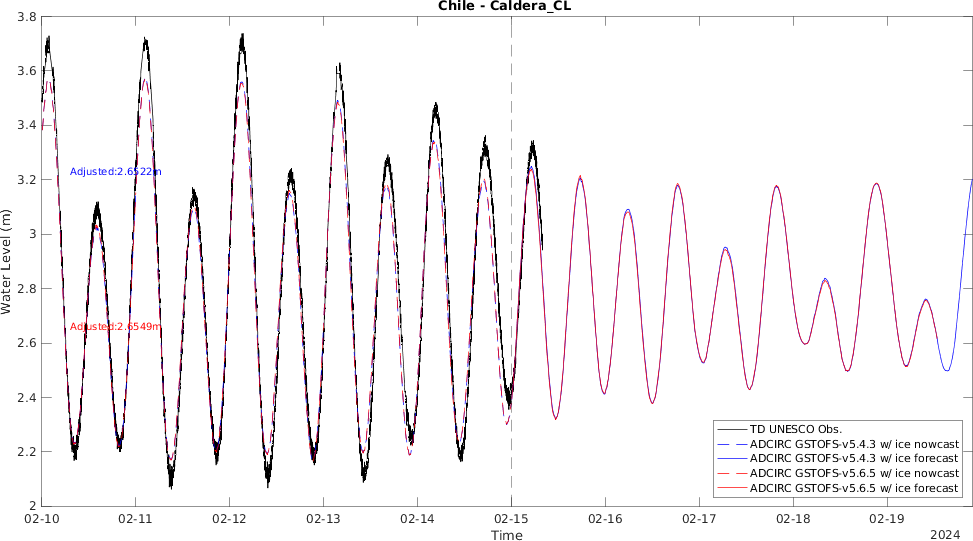 Chile - Caldera_CL
3.8
3.6
3.4
3.2
3
2.8
2.6
2.4
2.2
2
Water Level (m)
Adjusted:2.6522m
Adjusted:2.6549m
TD UNESCO Obs.
ADCIRC GSTOFS-v5.4.3 w/ ice nowcast
ADCIRC GSTOFS-v5.4.3 w/ ice forecast
ADCIRC GSTOFS-v5.6.5 w/ ice nowcast
ADCIRC GSTOFS-v5.6.5 w/ ice forecast
02-10 02-11 02-12 02-13 02-14 02-15 02-16 02-17 02-18 02-19
Time
2024